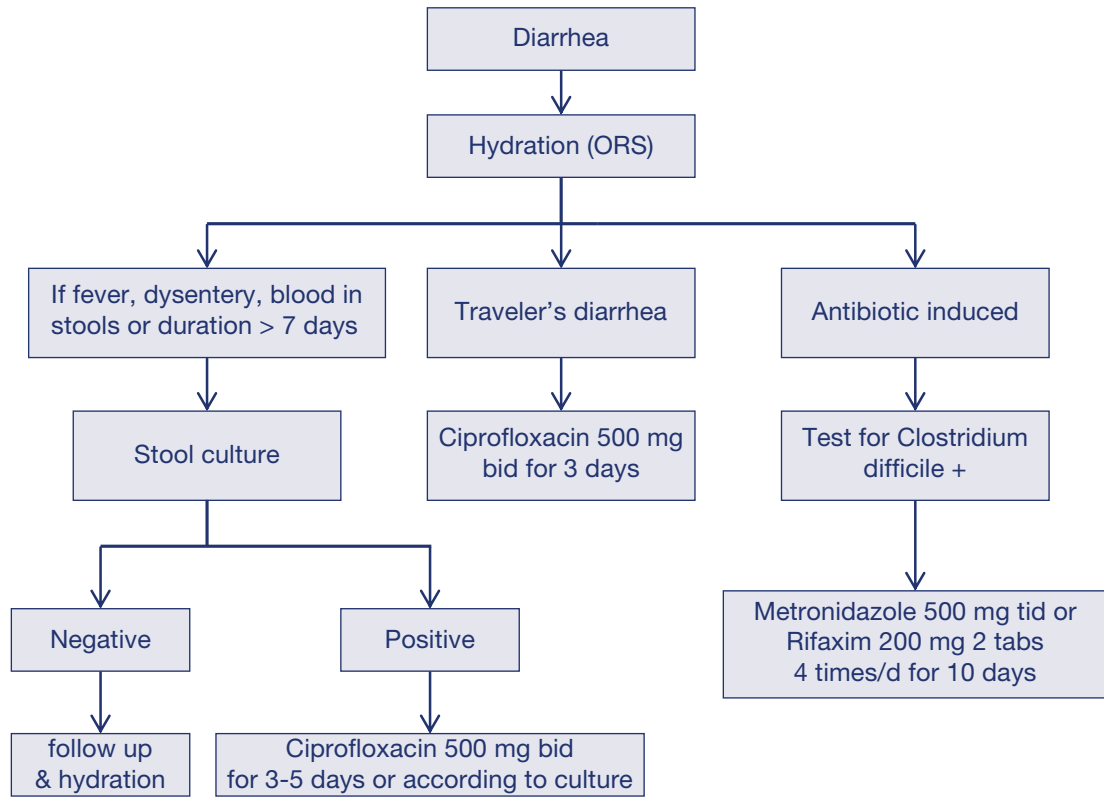 Diarrhea
Hydration (ORS)
If fever, dysentery, blood in
stools or duration > 7 days
Traveler's diarrhea
Antibiotic induced
Stool culture
Ciprofloxacin 500 mg
bid for 3 days
Test for Clostridium
difficile +
Negative
Positive
Metronidazole 500 mg tid or
Rifaxim 200 mg 2 tabs
4 times/d for 10 days
follow up
& hydration
Ciprofloxacin 500 mg bid
for 3-5 days or according to culture